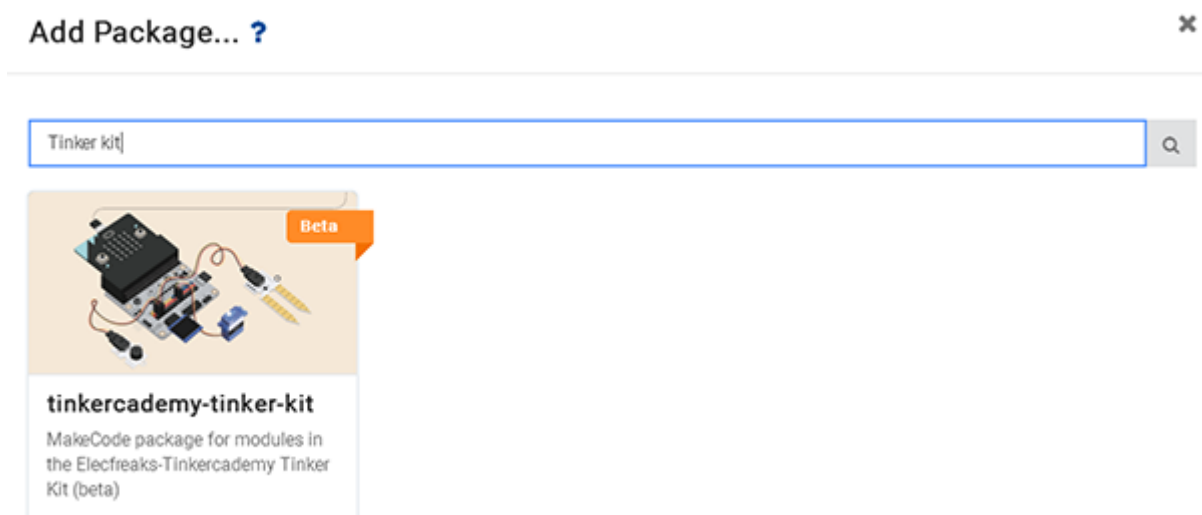 Add Package... ?
Tinker kit
Beta
tinkercademy-tinker-kit
MakeCode package for modules in
the Elecfreaks-Tinkercademy Tinker
Kit (beta)